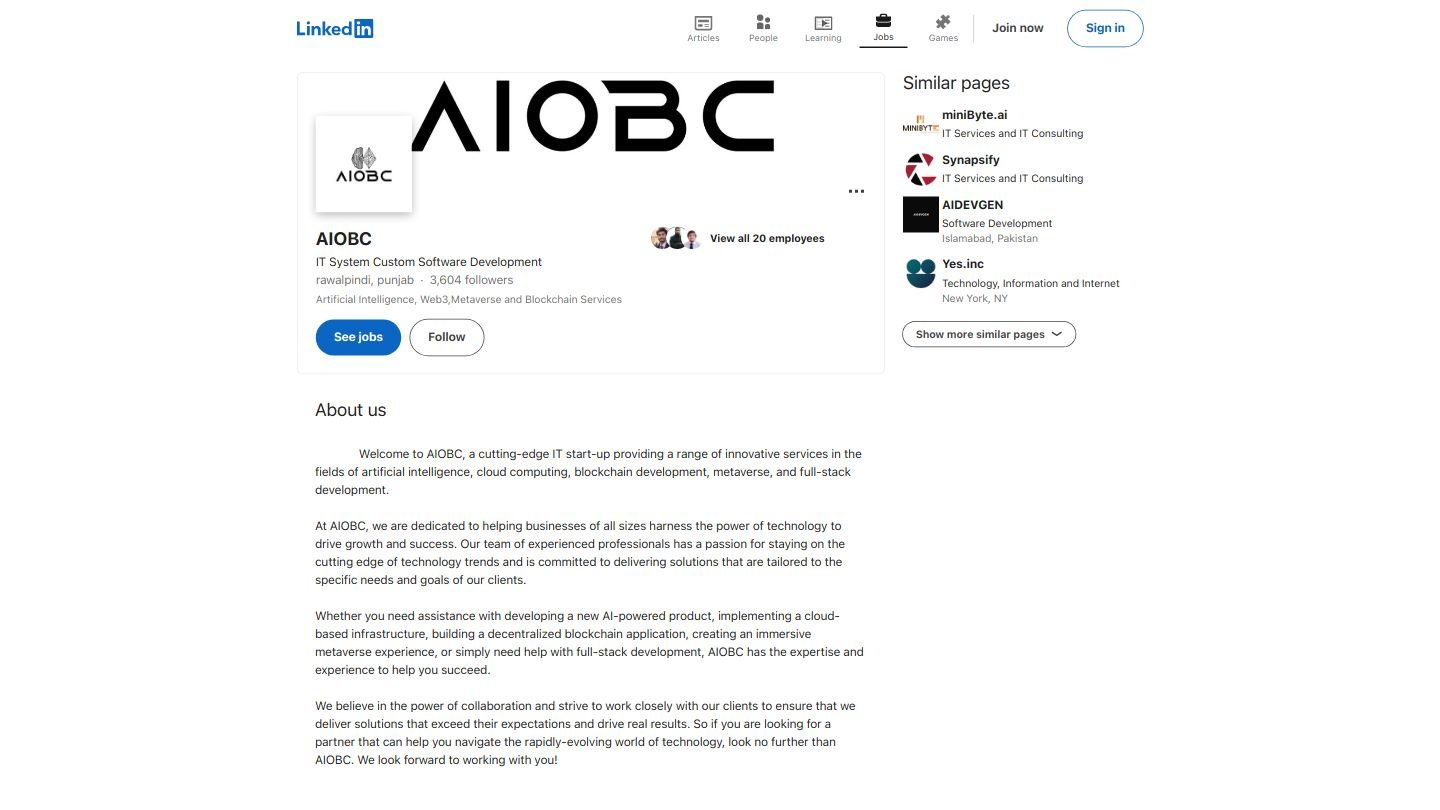 LinkedIn
Articles
People
Learning
Jobs
Games
Join now
Sign in
AIOBC
AIOBC
AIOBC
View all 20 employees
IT System Custom Software Development
rawalpindi, punjab · 3,604 followers
Artificial Intelligence, Web3,Metaverse and Blockchain Services
See jobs
Follow
About us
Welcome to AIOBC, a cutting-edge IT start-up providing a range of innovative services in the
fields of artificial intelligence, cloud computing, blockchain development, metaverse, and full-stack
development.
At AIOBC, we are dedicated to helping businesses of all sizes harness the power of technology to
drive growth and success. Our team of experienced professionals has a passion for staying on the
cutting edge of technology trends and is committed to delivering solutions that are tailored to the
specific needs and goals of our clients.
Whether you need assistance with developing a new AI-powered product, implementing a cloud-
based infrastructure, building a decentralized blockchain application, creating an immersive
metaverse experience, or simply need help with full-stack development, AIOBC has the expertise and
experience to help you succeed.
We believe in the power of collaboration and strive to work closely with our clients to ensure that we
deliver solutions that exceed their expectations and drive real results. So if you are looking for a
partner that can help you navigate the rapidly-evolving world of technology, look no further than
AIOBC. We look forward to working with you!
Similar pages
MINIBYTE
miniByte.ai
IT Services and IT Consulting
Synapsify
IT Services and IT Consulting
AIDEVGEN
Software Development
Islamabad, Pakistan
Yes.inc
Technology, Information and Internet
New York, NY
Show more similar pages